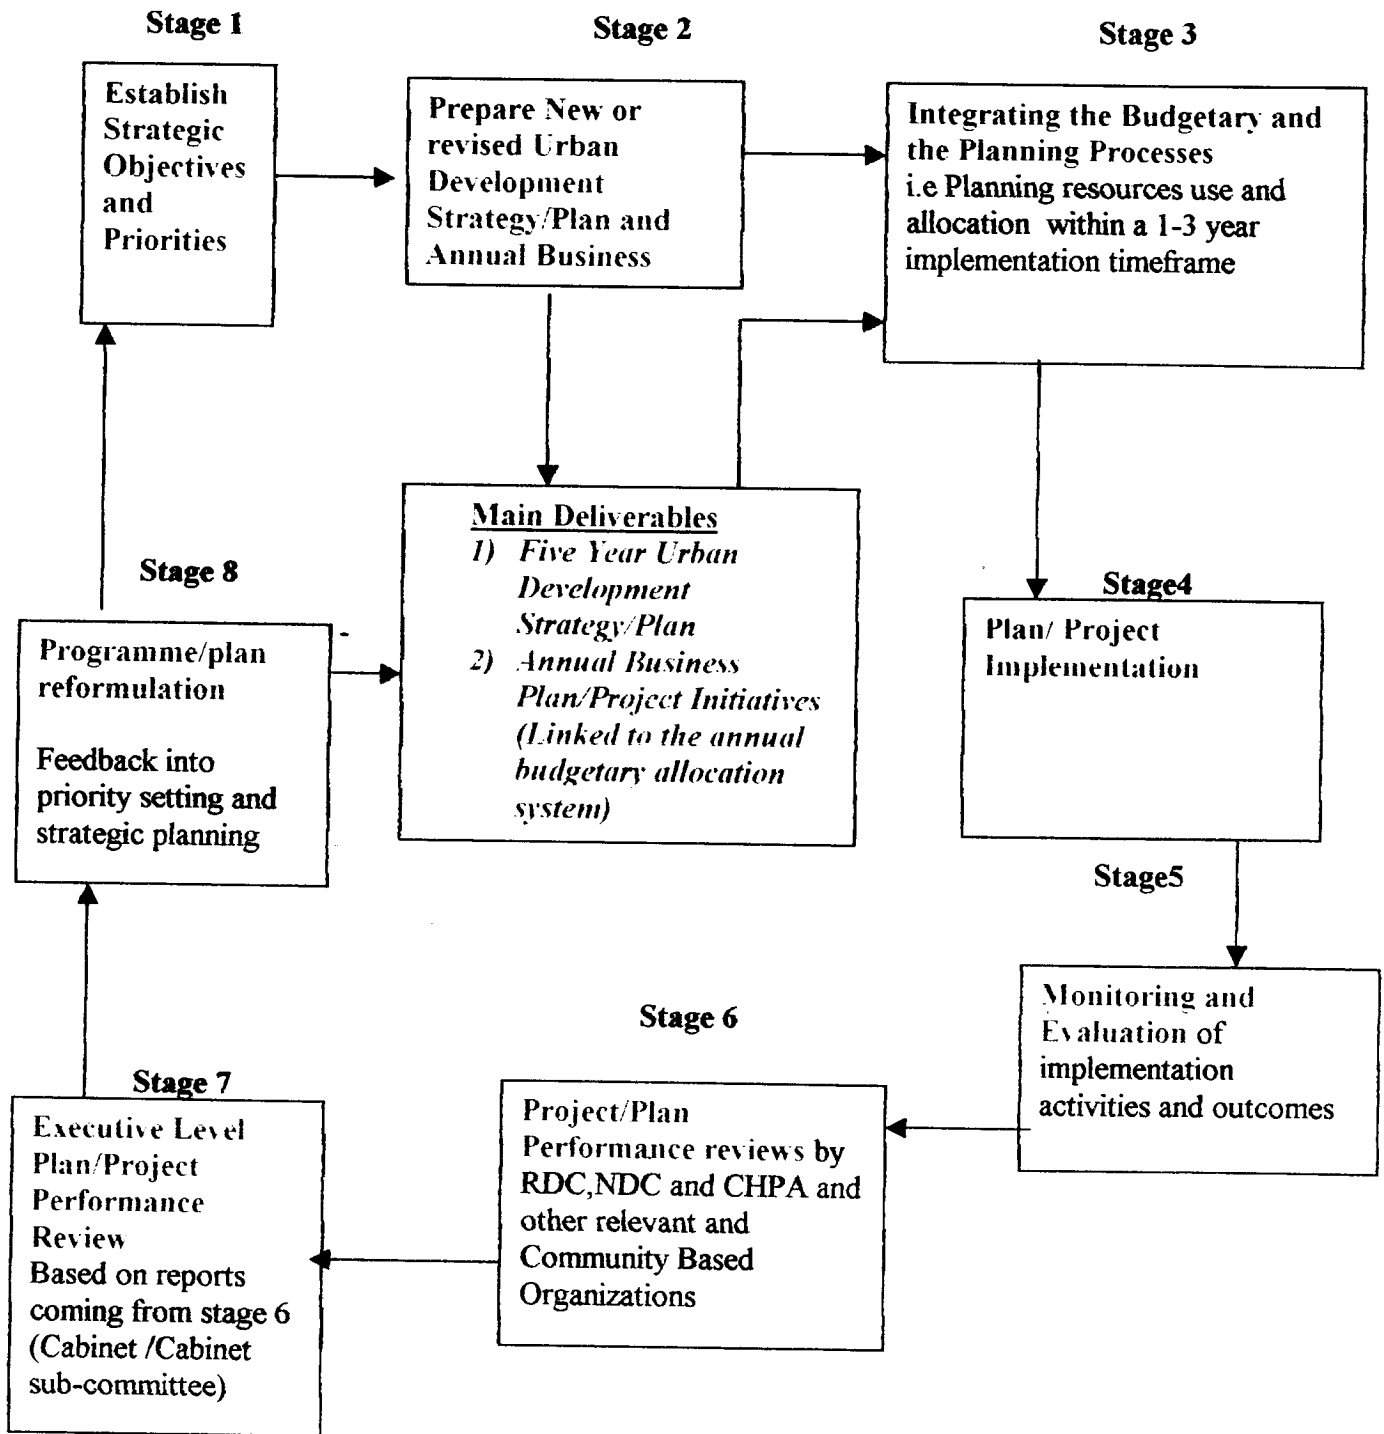 Stage 1
Establish
Strategic
Objectives
and
Priorities
Stage 2
Prepare New or
revised Urban
Development
Strategy/Plan and
Annual Business
Stage 3
Integrating the Budgetary and
the Planning Processes
i.e Planning resources use and
allocation within a 1-3 year
implementation timeframe
Main Deliverables
1) Five Year Urban
Development
Strategy/Plan
2) Annual Business
Plan/Project Initiatives
(Linked to the annual
budgetary allocation
system)
Stage4
Plan/ Project
Implementation
Stage5
Monitoring and
Evaluation of
implementation
activities and outcomes
Stage 6
Project/Plan
Performance reviews by
RDC,NDC and CHPA and
other relevant and
Community Based
Organizations
Stage 7
Executive Level
Plan/Project
Performance
Review
Based on reports
coming from stage 6
(Cabinet /Cabinet
sub-committee)
Stage 8
Programme/plan
reformulation
Feedback into
priority setting and
strategic planning